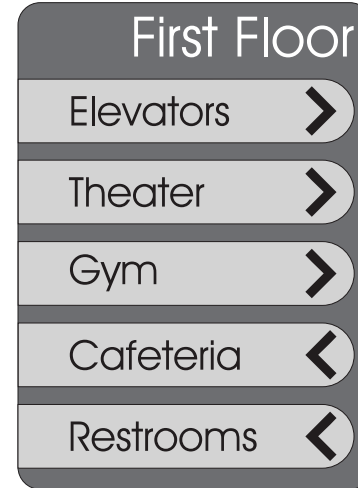 First Floor
Elevators
Theater
Gym
Cafeteria
Restrooms